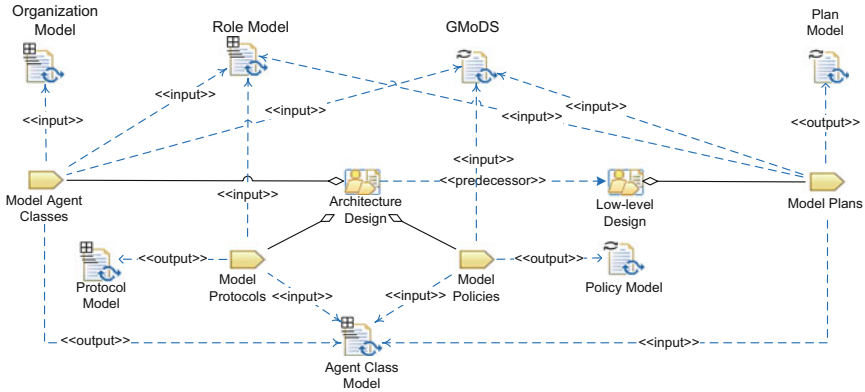 Organization
Model
Role Model
GMoDS
Plan
Model
<<input>>
<<input>>
<<input>>
<<input>>
<<input>>
<<output>>
<<input>>
<<predecessor>>
<<input>>
Model Agent
Classes
Architecture
Design
Low-level
Design
Model Plans
<<output>>
<<output>>
Protocol
Model
Model
Protocols
Model
Policies
Policy Model
<<input>>
<<input>>
<<output>>
<<input>>
Agent Class
Model